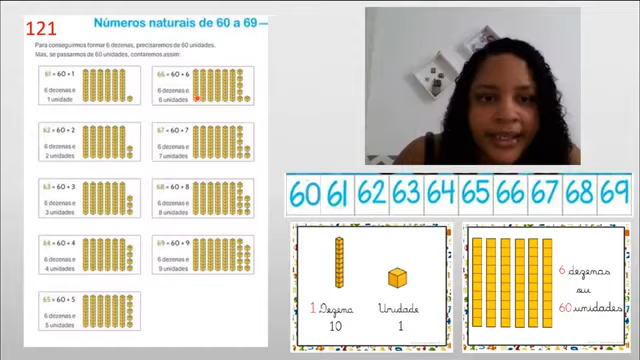 121
Números naturais de 60 a 69
Para conseguirmos formar 6 dezenas, precisaremos de 60 unidades.
Mas, se passarmos de 60 unidades, contaremos assim:
61 = 60 + 1
6 dezenas e
1 unidade
66 = 60 + 6
6 dezenas e
6 unidades
62 = 60 + 2
6 dezenas e
2 unidades
67 = 60 + 7
6 dezenas e
7 unidades
63 = 60 + 3
6 dezenas e
3 unidades
68 = 60 + 8
6 dezenas e
8 unidades
64 = 60 + 4
6 dezenas e
4 unidades
69 = 60 + 9
6 dezenas e
9 unidades
65 = 60 + 5
6 dezenas e
5 unidades
60 61 62 63 64 65 66 67 68 69
1 Dezena
10
Unidade
1
6 dezenas
ou
60 unidades